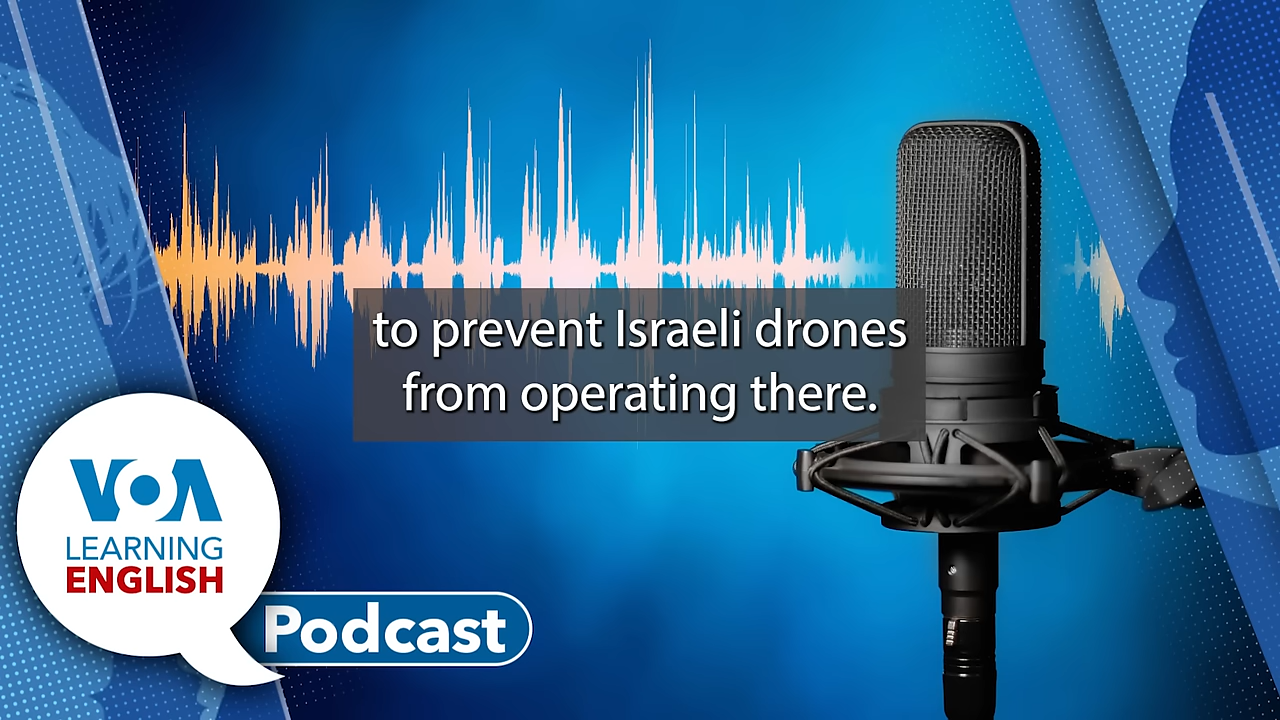 to prevent Israeli drones
from operating there.
VOA
LEARNING
ENGLISH
Podcast